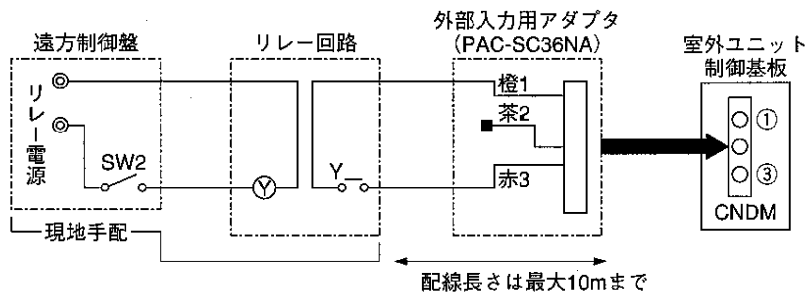 遠方制御盤
リレー回路
外部入力用アダプタ
(PAC-SC36NA)
室外ユニット
制御基板
リレー電源
SW2
Y
Y
橙1
茶2
赤3
①
③
CNDM
現地手配
配線長さは最大10mまで